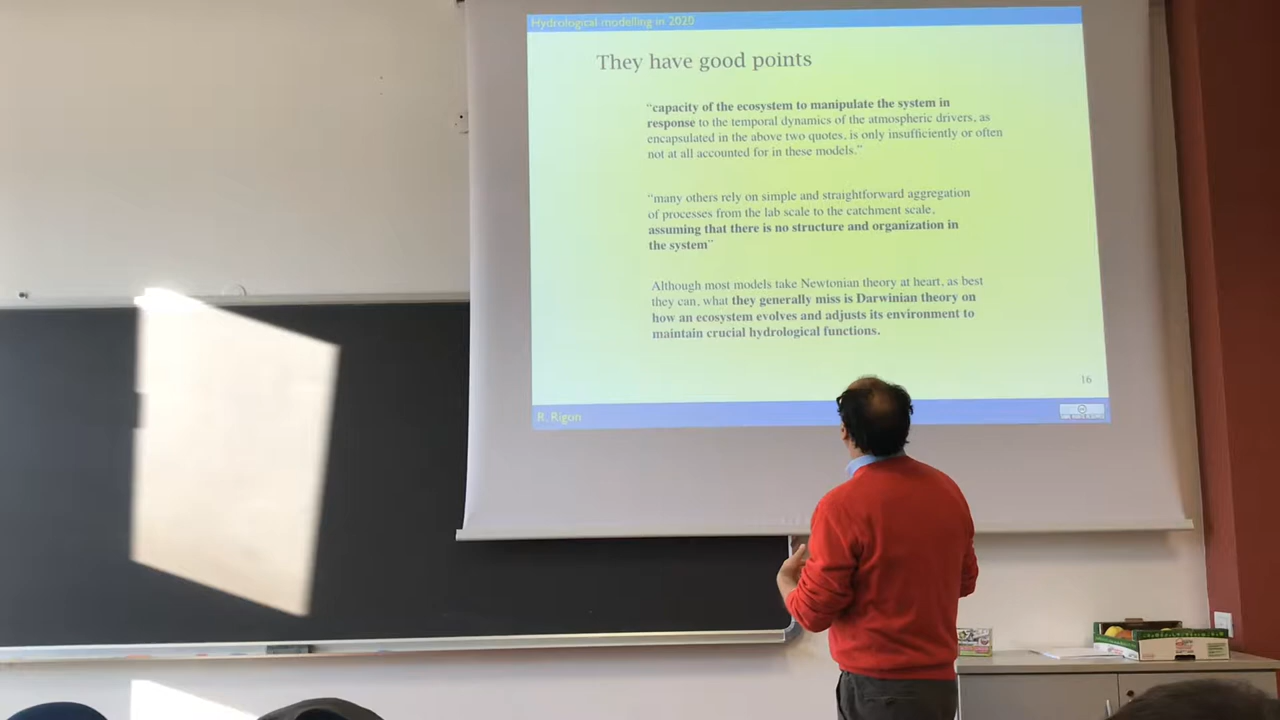 Hydrological modelling in 2020
They have good points
“capacity of the ecosystem to manipulate the system in
response to the temporal dynamics of the atmospheric drivers, as
encapsulated in the above two quotes, is only insufficiently or often
not at all accounted for in these models.”
“many others rely on simple and straightforward aggregation
of processes from the lab scale to the catchment scale,
assuming that there is no structure and organization in
the system”
Although most models take Newtonian theory at heart, as best
they can, what they generally miss is Darwinian theory on
how an ecosystem evolves and adjusts its environment to
maintain crucial hydrological functions.
16
R. Rigon
SOME RIGHTS RESERVED